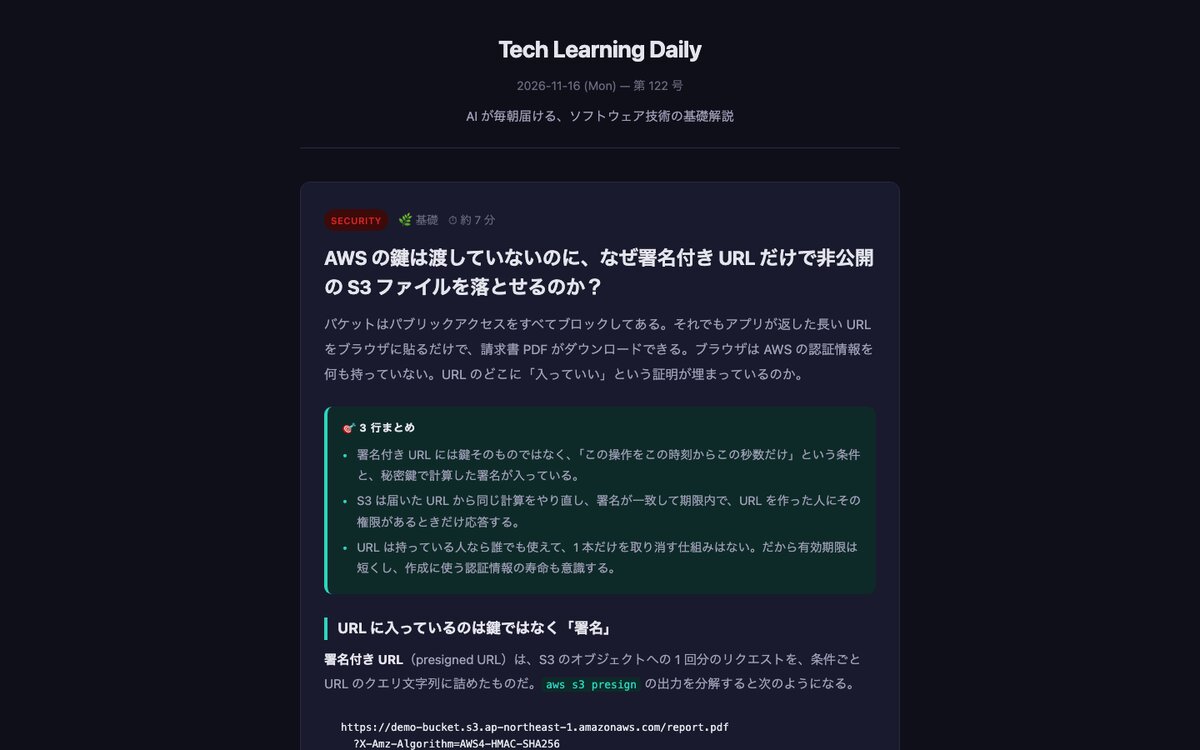 Tech Learning Daily
2026-11-16 (Mon) — 第 122 号
AI が毎朝届ける、ソフトウェア技術の基礎解説
SECURITY 🌿 基礎 ⏱ 約 7 分
AWS の鍵は渡していないのに、なぜ署名付き URL だけで非公開
の S3 ファイルを落とせるのか？
バケットはパブリックアクセスをすべてブロックしてある。それでもアプリが返した長い URL
をブラウザに貼るだけで、請求書 PDF がダウンロードできる。ブラウザは AWS の認証情報を
何も持っていない。URL のどこに「入っていい」という証明が埋まっているのか。
🎯 3 行まとめ
• 署名付き URL には鍵そのものではなく、「この操作をこの時刻からこの秒数だけ」という条件
と、秘密鍵で計算した署名が入っている。
• S3 は届いた URL から同じ計算をやり直し、署名が一致して期限内で、URL を作った人にその
権限があるときだけ応答する。
• URL は持っている人なら誰でも使えて、1 本だけを取り消す仕組みはない。だから有効期限は
短くし、作成に使う認証情報の寿命も意識する。
URL に入っているのは鍵ではなく「署名」
署名付き URL（presigned URL）は、S3 のオブジェクトへの 1 回分のリクエストを、条件ごと
URL のクエリ文字列に詰めたものだ。 aws s3 presign の出力を分解すると次のようになる。
https://demo-bucket.s3.ap-northeast-1.amazonaws.com/report.pdf
?X-Amz-Algorithm=AWS4-HMAC-SHA256